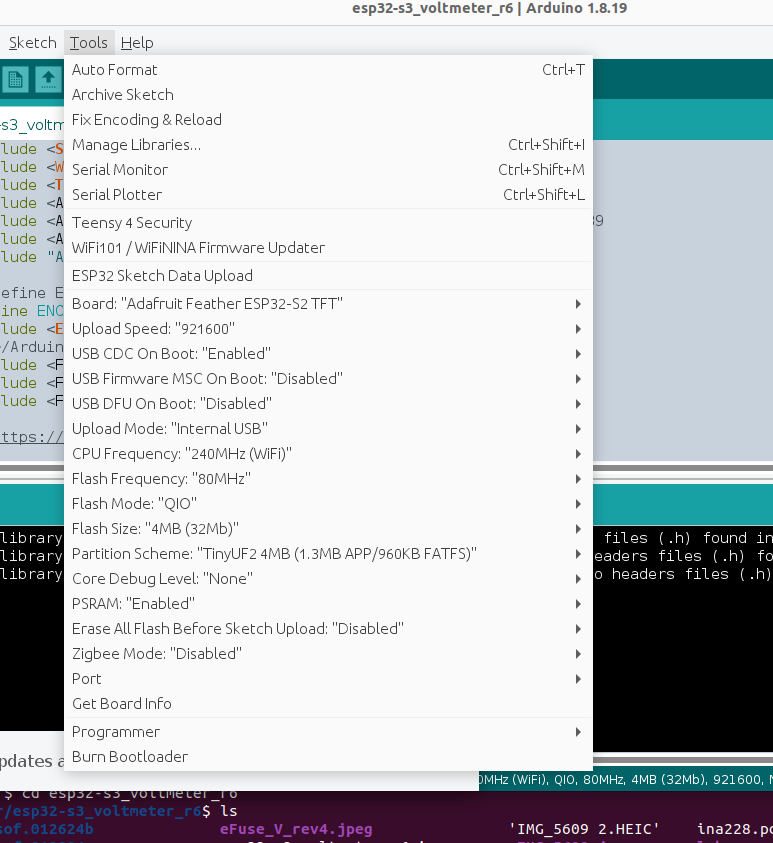 esp32-s3_voltmeter_r6 | Arduino 1.8.19
Sketch Tools Help
Auto Format Ctrl+T
Archive Sketch
Fix Encoding & Reload
-s3_voltm
Manage Libraries... Ctrl+Shift+I
lude <S
Serial Monitor Ctrl+Shift+M
lude <W
lude <T
Serial Plotter Ctrl+Shift+L
lude <A
lude <A
Teensy 4 Security
39
lude <A
WiFi101 / WiFiNINA Firmware Updater
lude "A
ESP32 Sketch Data Upload
efine E
Board: "Adafruit Feather ESP32-S2 TFT"
ine ENC
lude <E
Upload Speed: "921600"
e/Arduin
USB CDC On Boot: "Enabled"
lude <F
USB Firmware MSC On Boot: "Disabled"
lude <F
lude <F
USB DFU On Boot: "Disabled"
Upload Mode: "Internal USB"
ttps://
CPU Frequency: "240MHz (WiFi)"
Flash Frequency: "80MHz"
Flash Mode: "QIO"
Flash Size: "4MB (32Mb)"
library files (.h) found in
Partition Scheme: "TinyUF2 4MB (1.3MB APP/960KB FATFS)"
library eaders files (.h) fo
library o headers files (.h)
Core Debug Level: "None"
PSRAM: "Enabled"
Erase All Flash Before Sketch Upload: "Disabled"
Zigbee Mode: "Disabled"
Port
Get Board Info
Programmer
Burn Bootloader
pdates a
0MHz (WiFi), QIO, 80MHz, 4MB (32Mb), 921600, N
$ cd esp32-s3_voltmeter_r6
r/esp32-s3_voltmeter_r6$ ls
sof.012624b eFuse_V_rev4.jpeg 'IMG_5609 2.HEIC' ina228.po